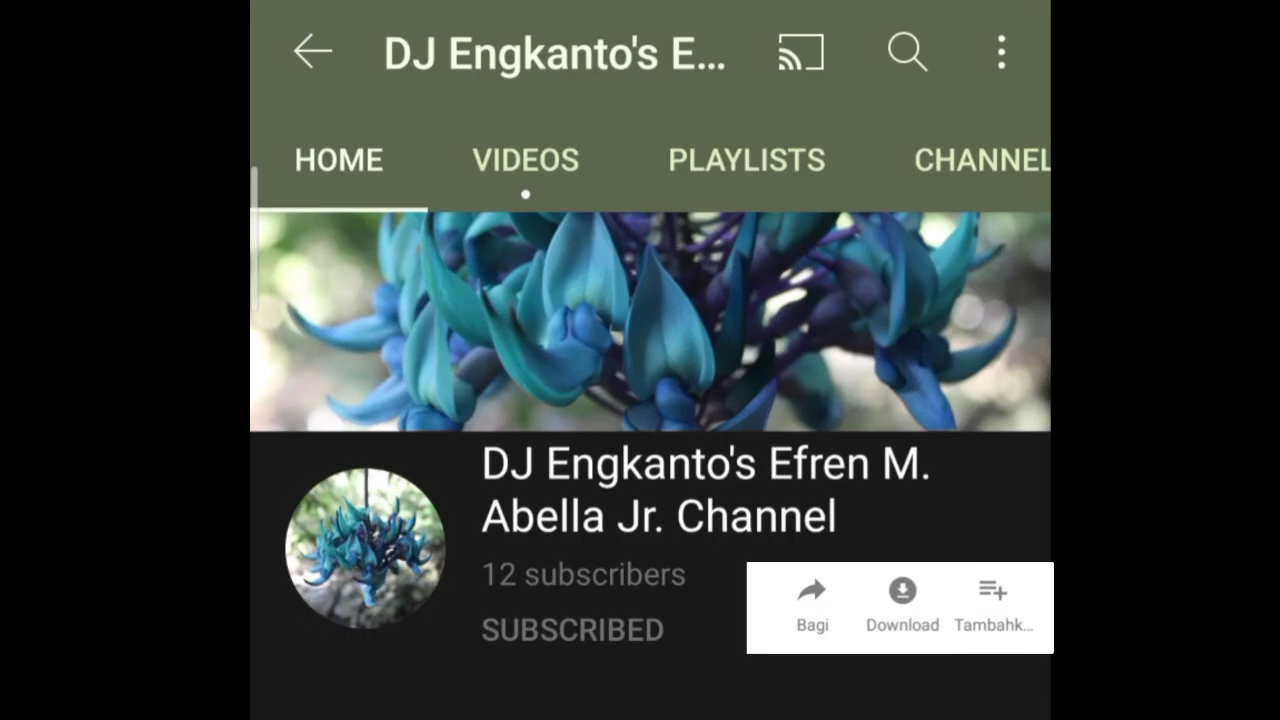 DJ Engkanto's E...
HOME VIDEOS PLAYLISTS CHANNEL
DJ Engkanto's Efren M.
Abella Jr. Channel
12 subscribers
SUBSCRIBED
Bagi Download Tambahk...